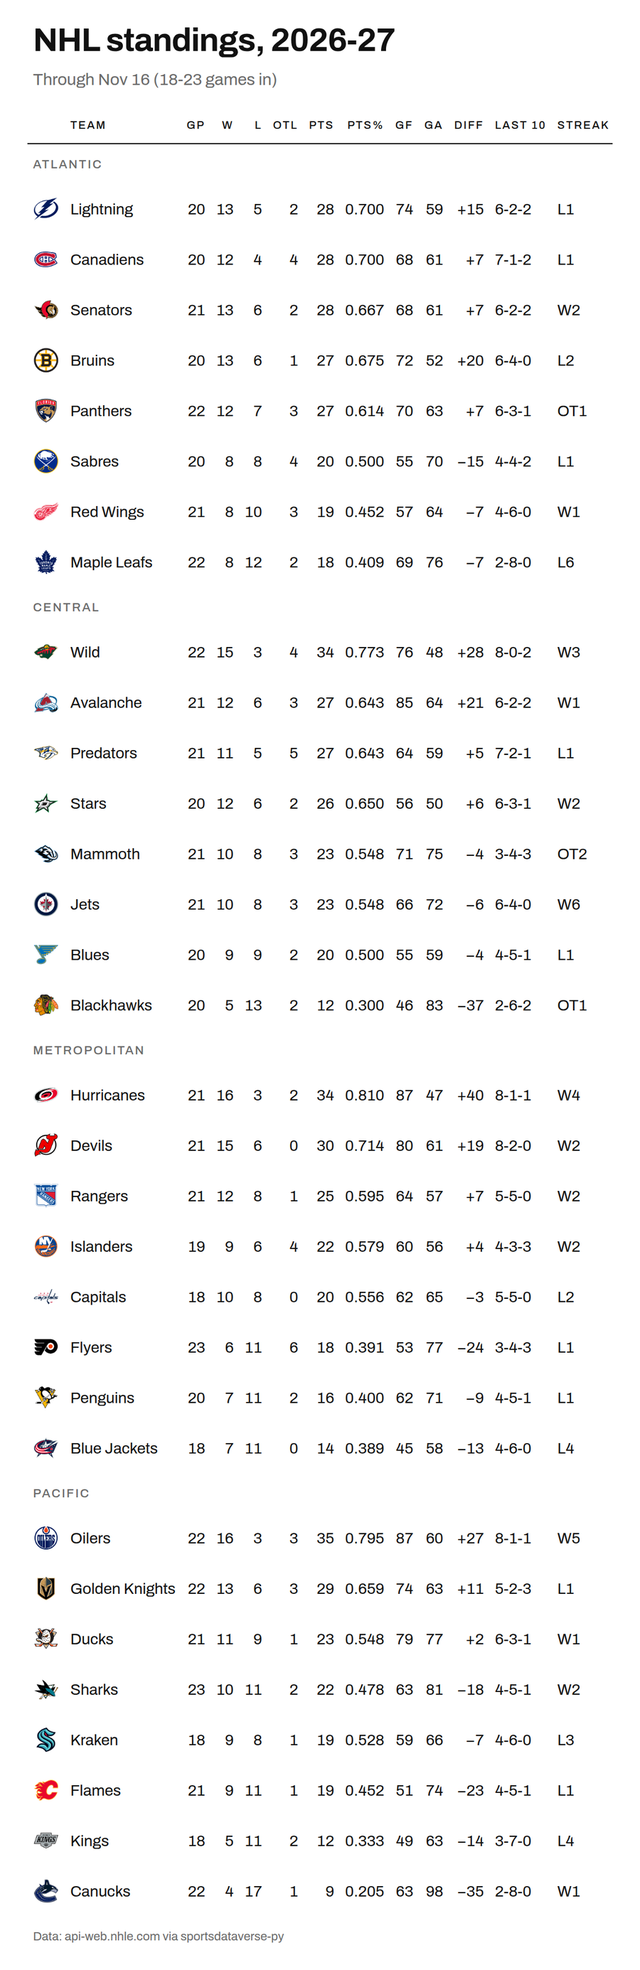 NHL standings, 2026-27
Through Nov 16 (18-23 games in)
TEAM GP W L OTL PTS PTS% GF GA DIFF LAST 10 STREAK
ATLANTIC
Lightning 20 13 5 2 28 0.700 74 59 +15 6-2-2 L1
Canadiens 20 12 4 4 28 0.700 68 61 +7 7-1-2 L1
Senators 21 13 6 2 28 0.667 68 61 +7 6-2-2 W2
Bruins 20 13 6 1 27 0.675 72 52 +20 6-4-0 L2
Panthers 22 12 7 3 27 0.614 70 63 +7 6-3-1 OT1
Sabres 20 8 8 4 20 0.500 55 70 −15 4-4-2 L1
Red Wings 21 8 10 3 19 0.452 57 64 −7 4-6-0 W1
Maple Leafs 22 8 12 2 18 0.409 69 76 −7 2-8-0 L6
CENTRAL
Wild 22 15 3 4 34 0.773 76 48 +28 8-0-2 W3
Avalanche 21 12 6 3 27 0.643 85 64 +21 6-2-2 W1
Predators 21 11 5 5 27 0.643 64 59 +5 7-2-1 L1
Stars 20 12 6 2 26 0.650 56 50 +6 6-3-1 W2
Mammoth 21 10 8 3 23 0.548 71 75 −4 3-4-3 OT2
Jets 21 10 8 3 23 0.548 66 72 −6 6-4-0 W6
Blues 20 9 9 2 20 0.500 55 59 −4 4-5-1 L1
Blackhawks 20 5 13 2 12 0.300 46 83 −37 2-6-2 OT1
METROPOLITAN
Hurricanes 21 16 3 2 34 0.810 87 47 +40 8-1-1 W4
Devils 21 15 6 0 30 0.714 80 61 +19 8-2-0 W2
Rangers 21 12 8 1 25 0.595 64 57 +7 5-5-0 W2
Islanders 19 9 6 4 22 0.579 60 56 +4 4-3-3 W2
Capitals 18 10 8 0 20 0.556 62 65 −3 5-5-0 L2
Flyers 23 6 11 6 18 0.391 53 77 −24 3-4-3 L1
Penguins 20 7 11 2 16 0.400 62 71 −9 4-5-1 L1
Blue Jackets 18 7 11 0 14 0.389 45 58 −13 4-6-0 L4
PACIFIC
Oilers 22 16 3 3 35 0.795 87 60 +27 8-1-1 W5
Golden Knights 22 13 6 3 29 0.659 74 63 +11 5-2-3 L1
Ducks 21 11 9 1 23 0.548 79 77 +2 6-3-1 W1
Sharks 23 10 11 2 22 0.478 63 81 −18 4-5-1 W2
Kraken 18 9 8 1 19 0.528 59 66 −7 4-6-0 L3
Flames 21 9 11 1 19 0.452 51 74 −23 4-5-1 L1
Kings 18 5 11 2 12 0.333 49 63 −14 3-7-0 L4
Canucks 22 4 17 1 9 0.205 63 98 −35 2-8-0 W1
Data: api-web.nhle.com via sportsdataverse-py